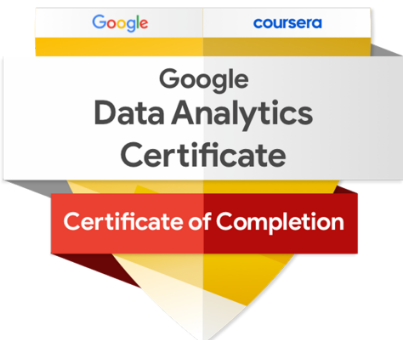 Google coursera
Google
Data Analytics
Certificate
Certificate of Completion